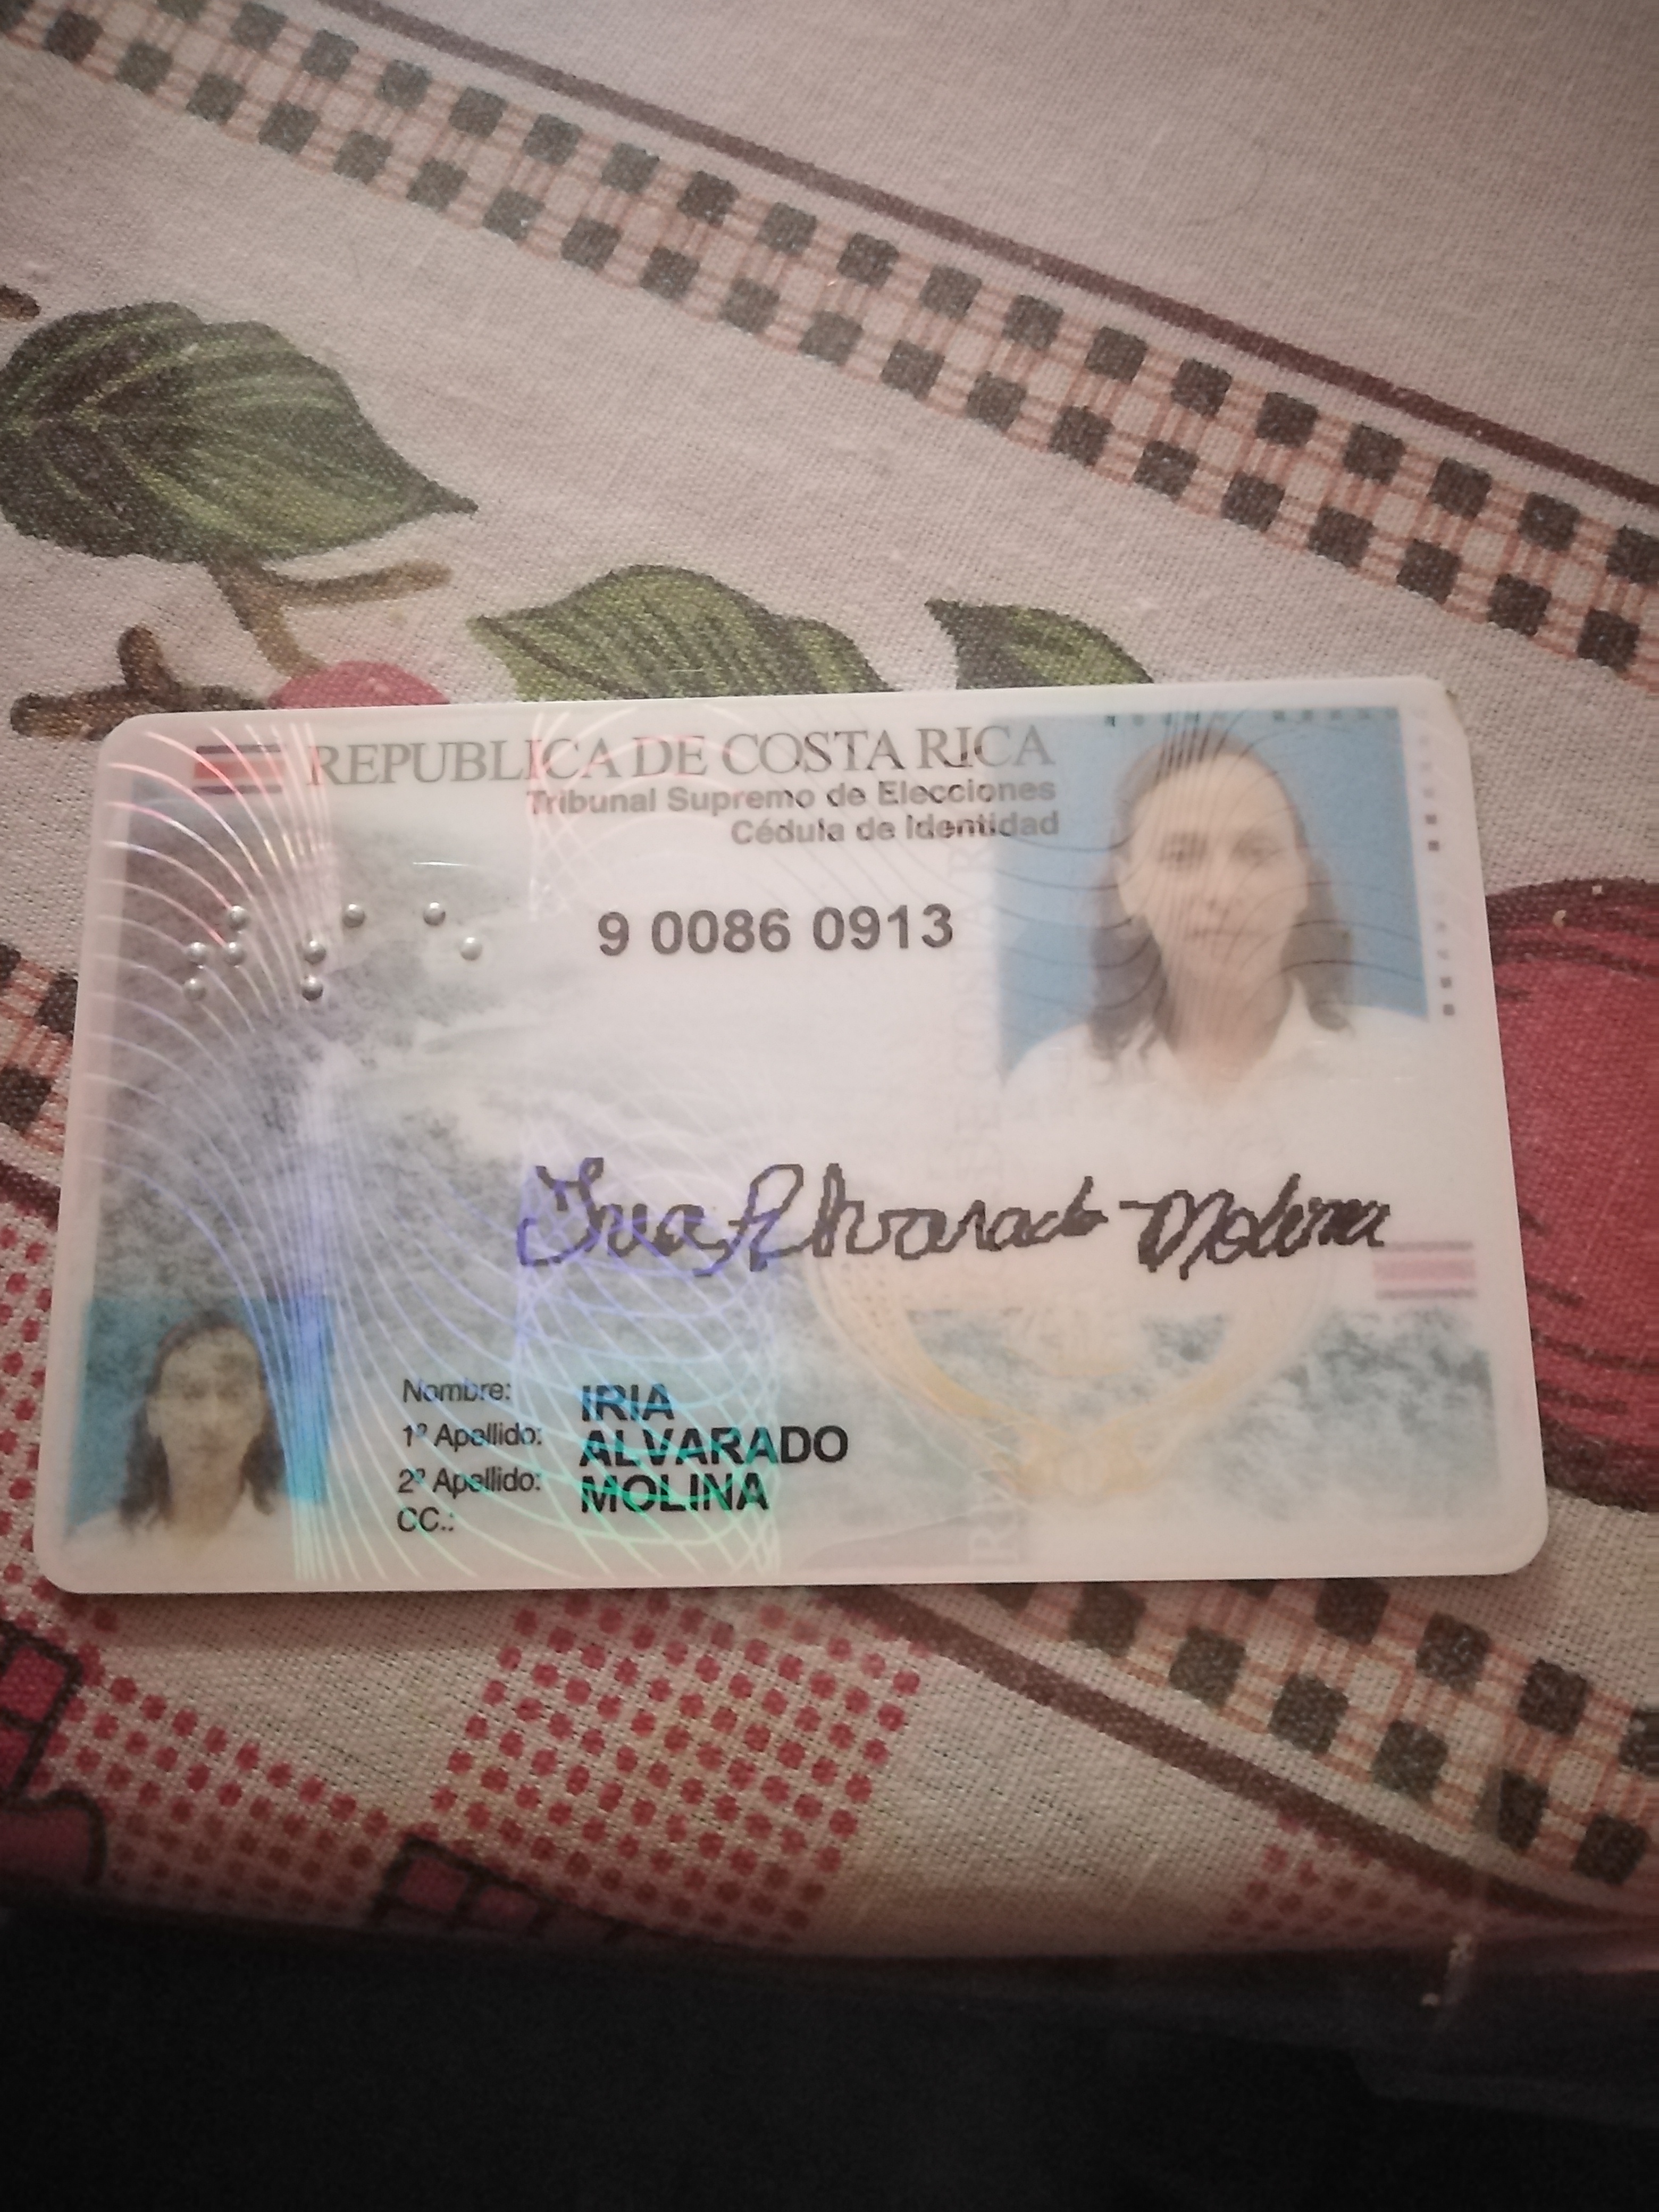 REPUBLICA DE COSTA RICA
Tribunal Supremo de Elecciones
Cédula de Identidad
9 0086 0913
Iria Alvarado Molina
Nombre: IRIA
1º Apellido: ALVARADO
2º Apellido: MOLINA
CC.: